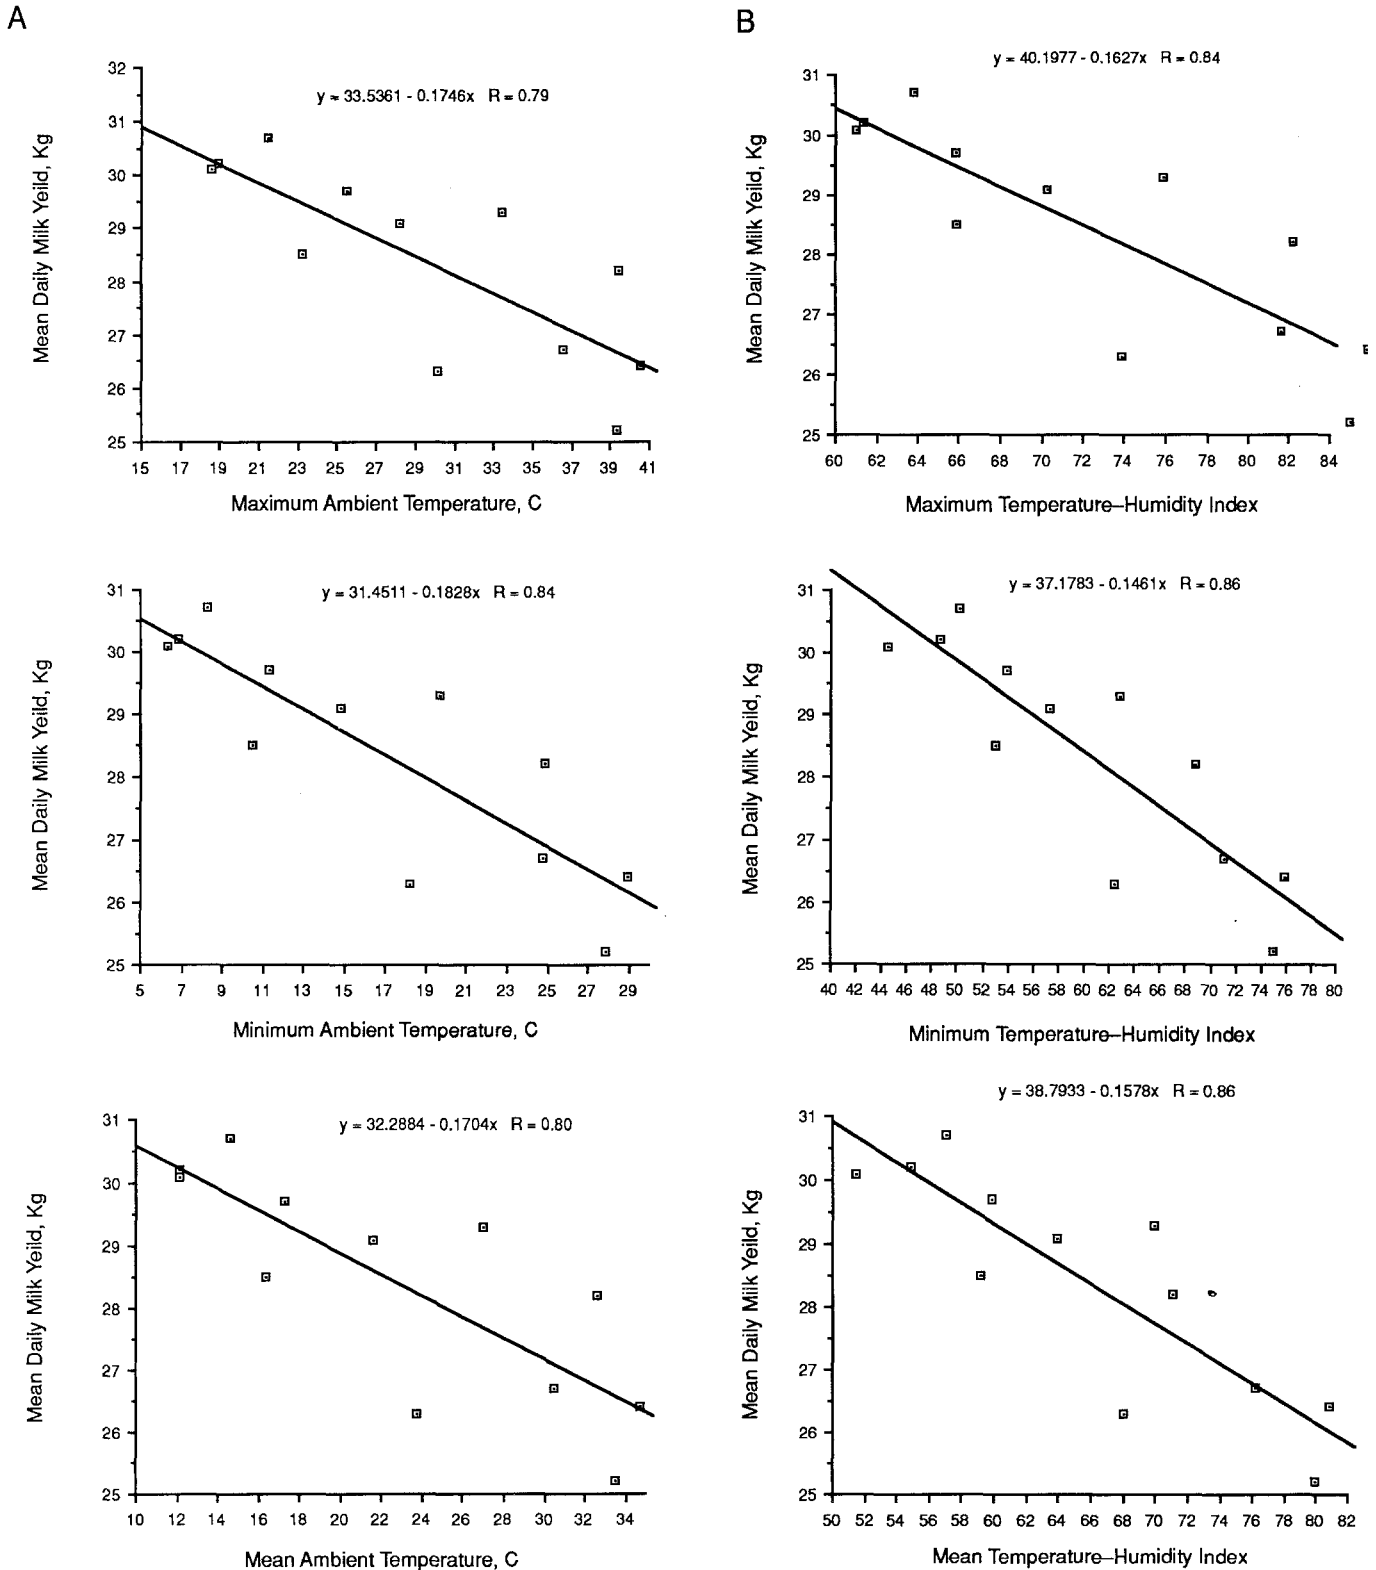 A
B
y = 33.5361 - 0.1746x R = 0.79
32
31
30
29
28
27
26
25
Mean Daily Milk Yeild, Kg
15 17 19 21 23 25 27 29 31 33 35 37 39 41
Maximum Ambient Temperature, C
y = 40.1977 - 0.1627x R = 0.84
31
30
29
28
27
26
25
Mean Daily Milk Yeild, Kg
60 62 64 66 68 70 72 74 76 78 80 82 84
Maximum Temperature–Humidity Index
y = 31.4511 - 0.1828x R = 0.84
31
30
29
28
27
26
25
Mean Daily Milk Yeild, Kg
5 7 9 11 13 15 17 19 21 23 25 27 29
Minimum Ambient Temperature, C
y = 37.1783 - 0.1461x R = 0.86
31
30
29
28
27
26
25
Mean Daily Milk Yeild, Kg
40 42 44 46 48 50 52 54 56 58 60 62 64 66 68 70 72 74 76 78 80
Minimum Temperature–Humidity Index
y = 32.2884 - 0.1704x R = 0.80
31
30
29
28
27
26
25
Mean Daily Milk Yeild, Kg
10 12 14 16 18 20 22 24 26 28 30 32 34
Mean Ambient Temperature, C
y = 38.7933 - 0.1578x R = 0.86
31
30
29
28
27
26
25
Mean Daily Milk Yeild, Kg
50 52 54 56 58 60 62 64 66 68 70 72 74 76 78 80 82
Mean Temperature–Humidity Index